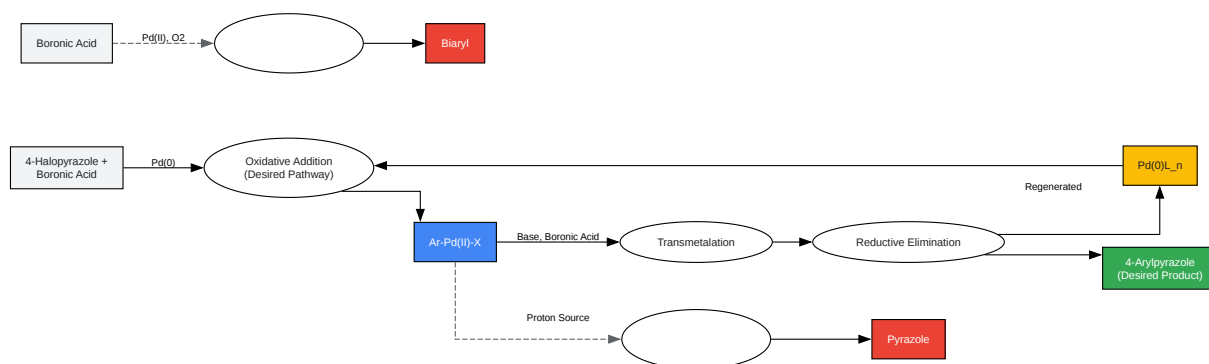 Boronic Acid
Pd(II), O2
Biaryl
4-Halopyrazole +
Boronic Acid
Pd(0)
Oxidative Addition
(Desired Pathway)
Pd(0)L_n
Regenerated
Ar-Pd(II)-X
Base, Boronic Acid
Transmetalation
Reductive Elimination
4-Arylpyrazole
(Desired Product)
Proton Source
Pyrazole